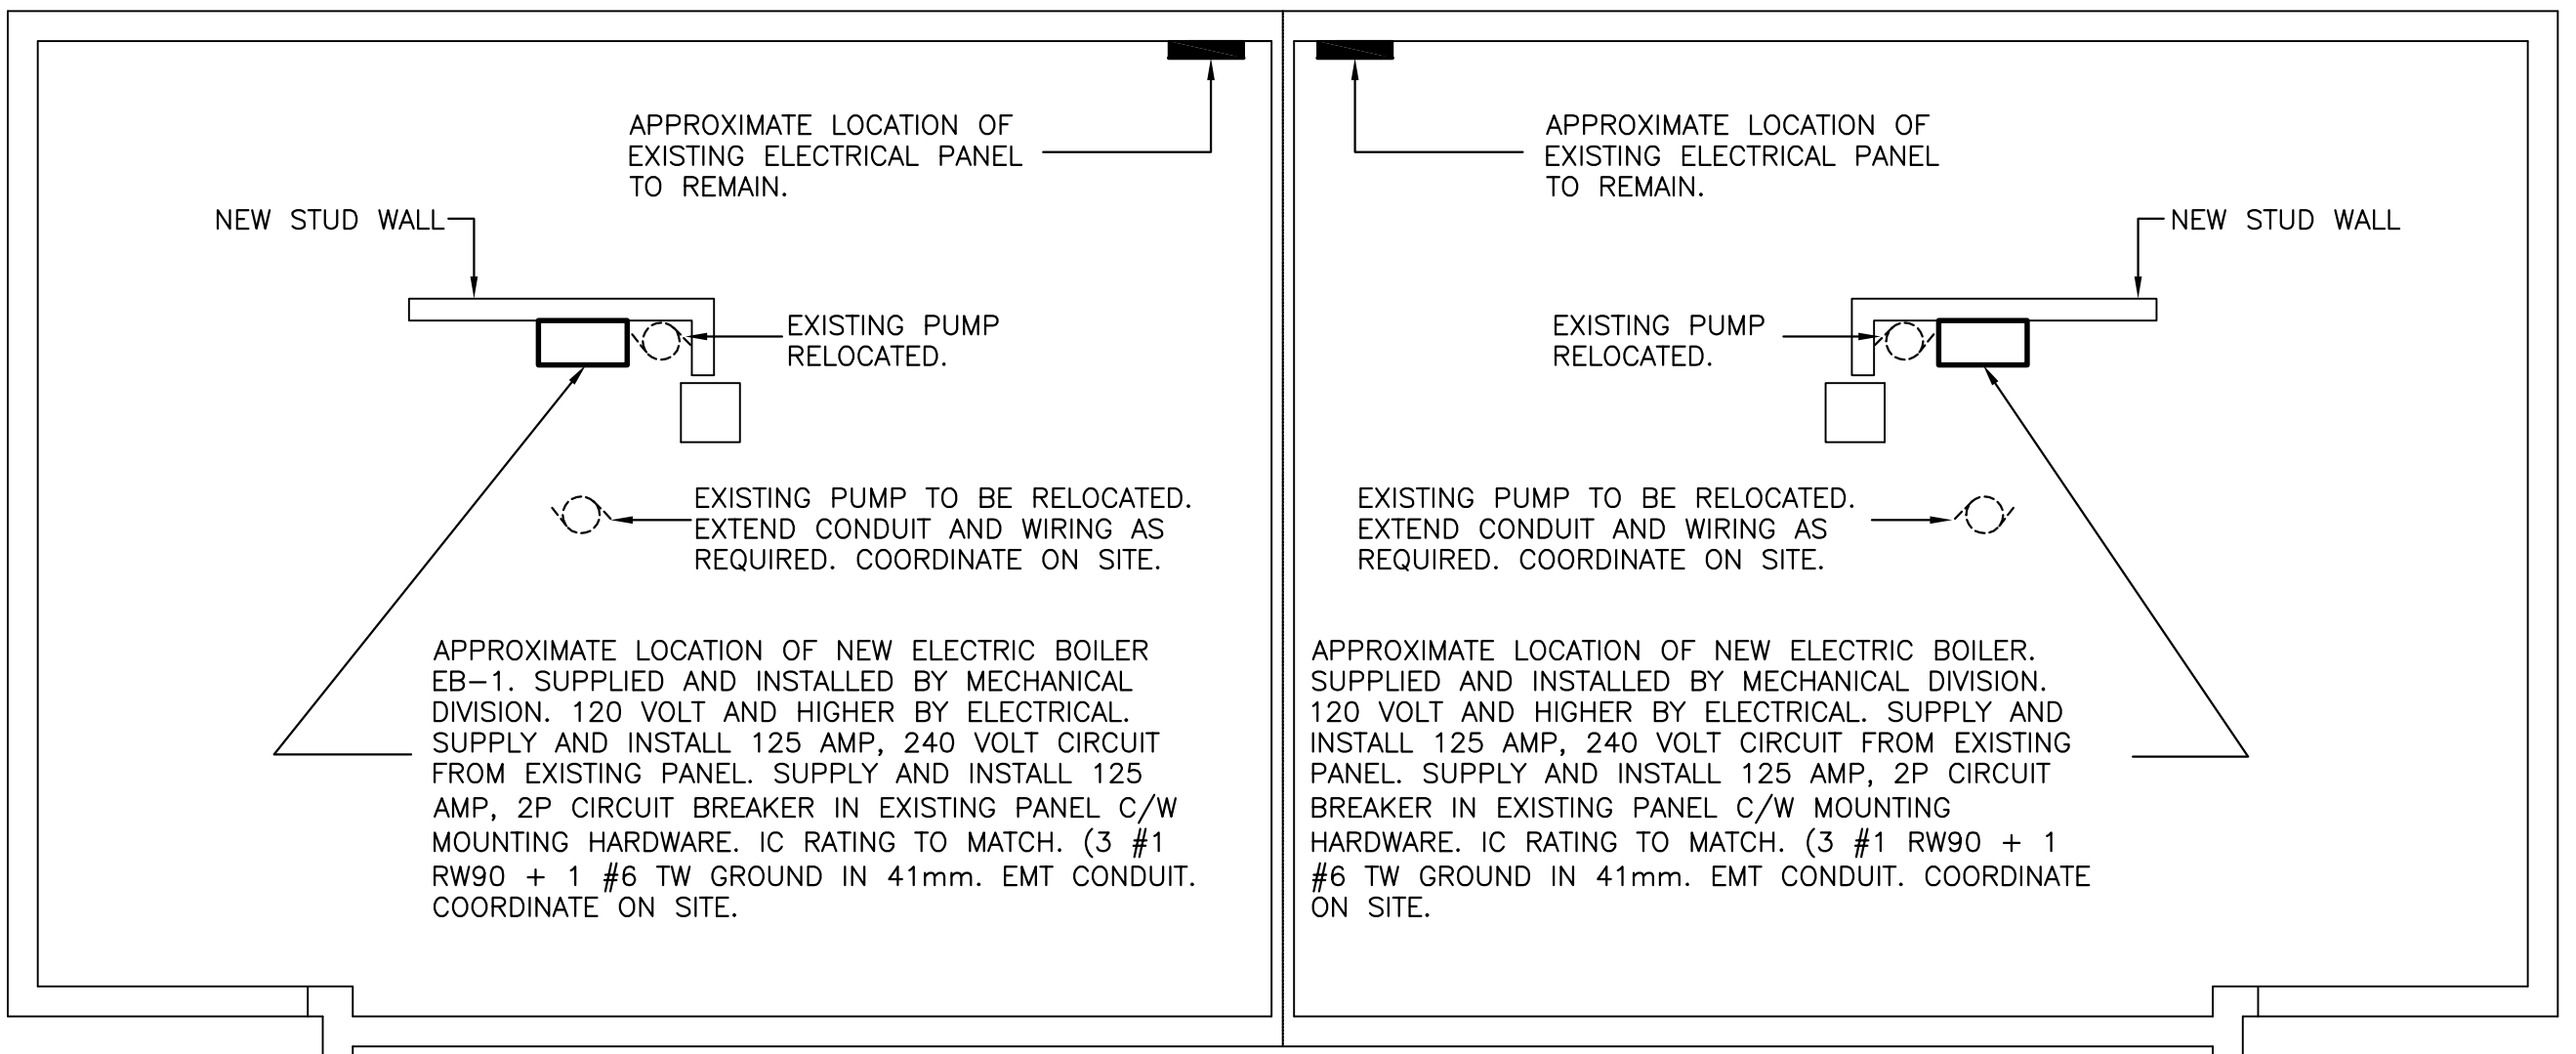 APPROXIMATE LOCATION OF
EXISTING ELECTRICAL PANEL
TO REMAIN.
NEW STUD WALL
EXISTING PUMP
RELOCATED.
EXISTING PUMP TO BE RELOCATED.
EXTEND CONDUIT AND WIRING AS
REQUIRED. COORDINATE ON SITE.
APPROXIMATE LOCATION OF NEW ELECTRIC BOILER
EB-1. SUPPLIED AND INSTALLED BY MECHANICAL
DIVISION. 120 VOLT AND HIGHER BY ELECTRICAL.
SUPPLY AND INSTALL 125 AMP, 240 VOLT CIRCUIT
FROM EXISTING PANEL. SUPPLY AND INSTALL 125
AMP, 2P CIRCUIT BREAKER IN EXISTING PANEL C/W
MOUNTING HARDWARE. IC RATING TO MATCH. (3 #1
RW90 + 1 #6 TW GROUND IN 41mm. EMT CONDUIT.
COORDINATE ON SITE.
APPROXIMATE LOCATION OF
EXISTING ELECTRICAL PANEL
TO REMAIN.
NEW STUD WALL
EXISTING PUMP
RELOCATED.
EXISTING PUMP TO BE RELOCATED.
EXTEND CONDUIT AND WIRING AS
REQUIRED. COORDINATE ON SITE.
APPROXIMATE LOCATION OF NEW ELECTRIC BOILER.
SUPPLIED AND INSTALLED BY MECHANICAL DIVISION.
120 VOLT AND HIGHER BY ELECTRICAL. SUPPLY AND
INSTALL 125 AMP, 240 VOLT CIRCUIT FROM EXISTING
PANEL. SUPPLY AND INSTALL 125 AMP, 2P CIRCUIT
BREAKER IN EXISTING PANEL C/W MOUNTING
HARDWARE. IC RATING TO MATCH. (3 #1 RW90 + 1
#6 TW GROUND IN 41mm. EMT CONDUIT. COORDINATE
ON SITE.